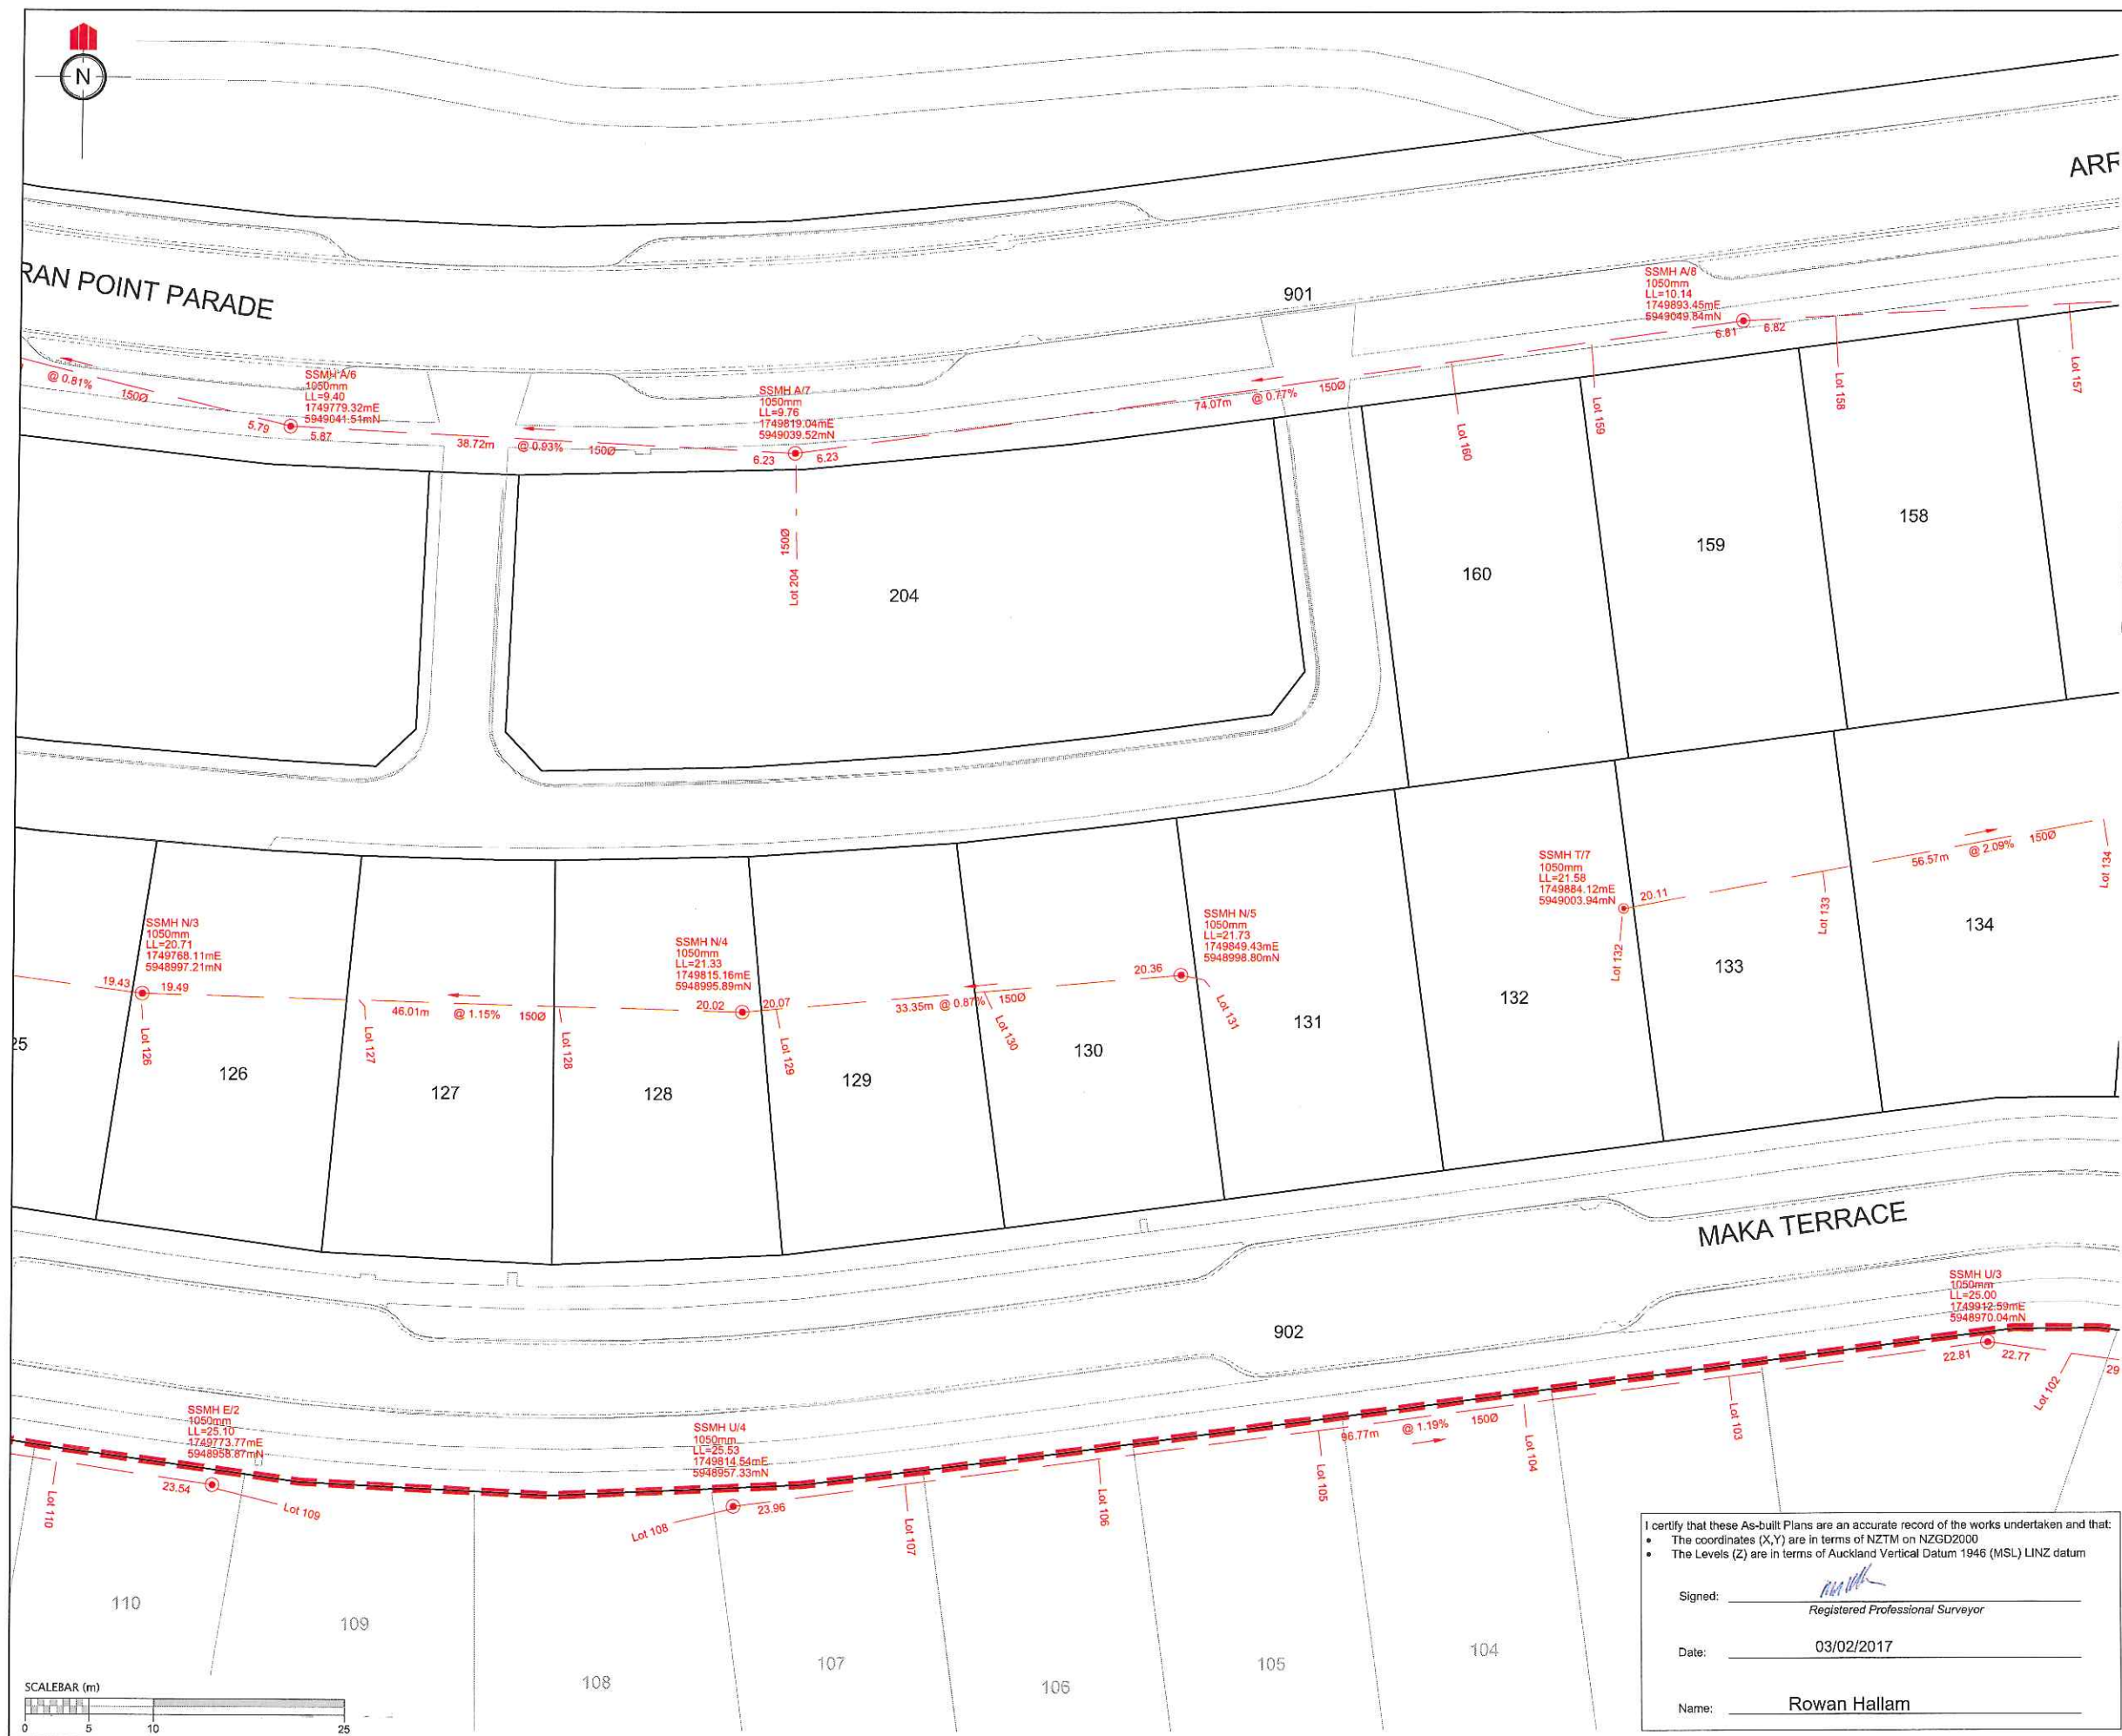 N
ARF
RAN POINT PARADE
901
SSMH A/8
1050mm
LL=10.14
1749893.45mE
5949049.84mN
6.81
6.82
Lot 157
Lot 158
Lot 159
Lot 160
@ 0.81%
150Ø
SSMH A/6
1050mm
LL=9.40
1749779.32mE
5949041.51mN
5.79
5.87
38.72m
@ 0.93%
150Ø
SSMH A/7
1050mm
LL=9.76
1749819.04mE
5949039.52mN
6.23
6.23
74.07m
@ 0.77%
150Ø
150Ø
Lot 204
204
160
159
158
SSMH N/3
1050mm
LL=20.71
1749768.11mE
5948997.21mN
19.43
19.49
Lot 126
46.01m
@ 1.15%
150Ø
Lot 127
Lot 128
SSMH N/4
1050mm
LL=21.33
1749815.16mE
5948995.89mN
20.02
20.07
Lot 129
33.35m @ 0.87%
150Ø
Lot 130
SSMH N/5
1050mm
LL=21.73
1749849.43mE
5948998.80mN
20.36
Lot 131
SSMH T/7
1050mm
LL=21.58
1749884.12mE
5949003.94mN
20.11
Lot 132
Lot 133
56.57m
@ 2.09%
150Ø
Lot 134
25
126
127
128
129
130
131
132
133
134
MAKA TERRACE
902
SSMH U/3
1050mm
LL=25.00
1749912.59mE
5948970.04mN
22.81
22.77
Lot 102
29
SSMH E/2
1050mm
LL=25.10
1749773.77mE
5948958.87mN
23.54
Lot 110
Lot 109
SSMH U/4
1050mm
LL=25.53
1749814.54mE
5948957.33mN
23.96
Lot 108
Lot 107
Lot 106
Lot 105
96.77m
@ 1.19%
150Ø
Lot 104
Lot 103
110
109
108
107
106
105
104
I certify that these As-built Plans are an accurate record of the works undertaken and that:
• The coordinates (X,Y) are in terms of NZTM on NZGD2000
• The Levels (Z) are in terms of Auckland Vertical Datum 1946 (MSL) LINZ datum
Signed:
Registered Professional Surveyor
Date: 03/02/2017
Name: Rowan Hallam
SCALEBAR (m)
0 5 10 25